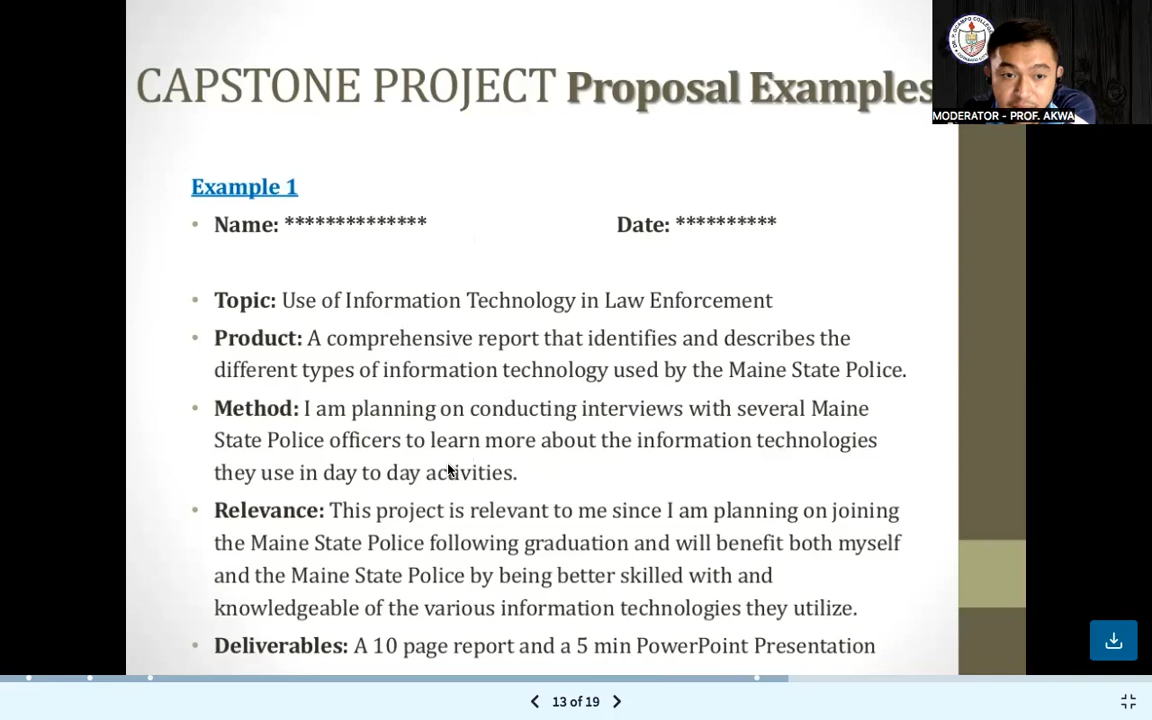 CAPSTONE PROJECT Proposal Examples
MODERATOR - PROF. AKWA
Example 1
• Name: ************** Date: **********
• Topic: Use of Information Technology in Law Enforcement
• Product: A comprehensive report that identifies and describes the
different types of information technology used by the Maine State Police.
• Method: I am planning on conducting interviews with several Maine
State Police officers to learn more about the information technologies
they use in day to day activities.
• Relevance: This project is relevant to me since I am planning on joining
the Maine State Police following graduation and will benefit both myself
and the Maine State Police by being better skilled with and
knowledgeable of the various information technologies they utilize.
• Deliverables: A 10 page report and a 5 min PowerPoint Presentation
13 of 19